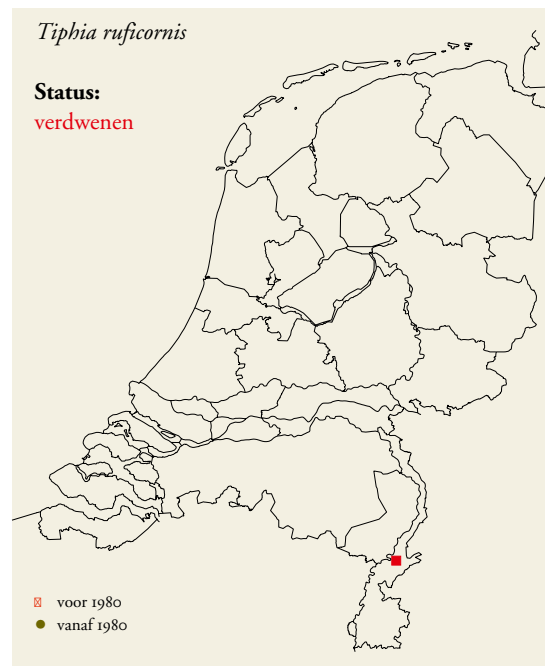 Tiphia ruficornis
Status:
verdwenen
voor 1980
vanaf 1980